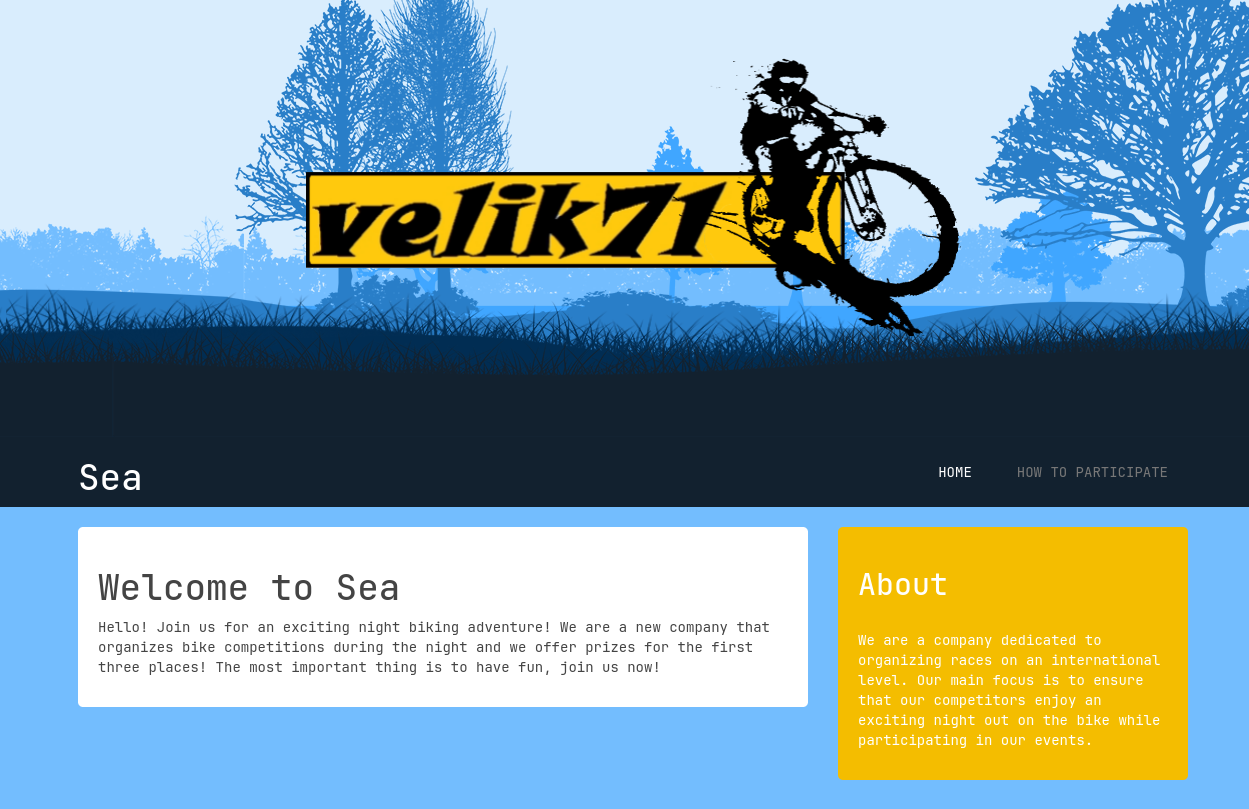 velik71
Sea
HOME
HOW TO PARTICIPATE
Welcome to Sea
Hello! Join us for an exciting night biking adventure! We are a new company that
organizes bike competitions during the night and we offer prizes for the first
three places! The most important thing is to have fun, join us now!
About
We are a company dedicated to
organizing races on an international
level. Our main focus is to ensure
that our competitors enjoy an
exciting night out on the bike while
participating in our events.